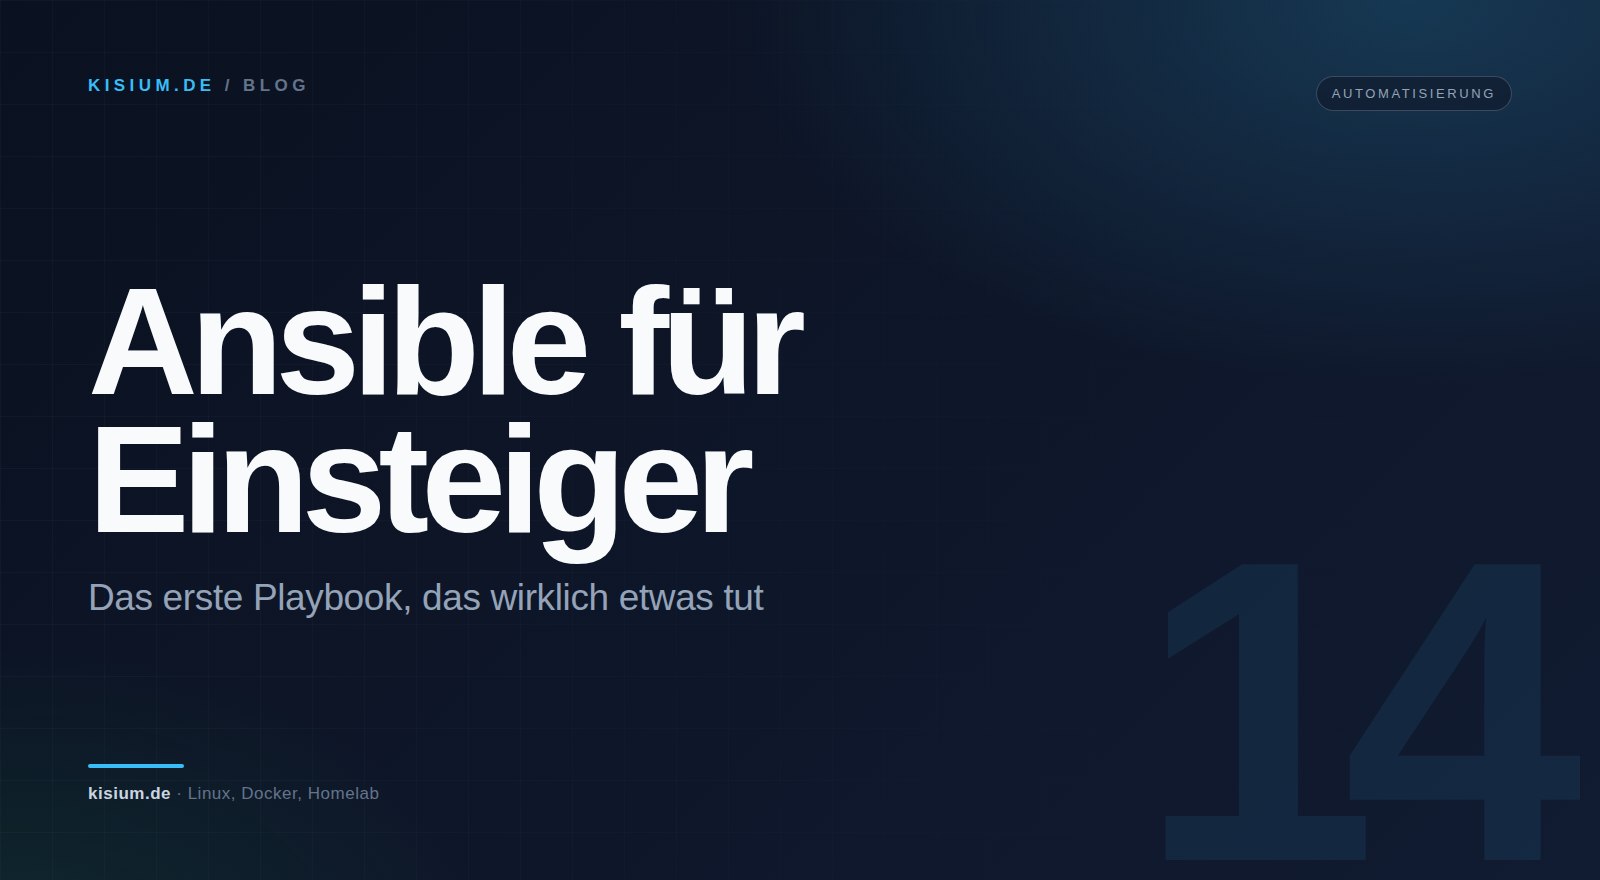 KISIUM.DE / BLOG
AUTOMATISIERUNG
Ansible für
Einsteiger
Das erste Playbook, das wirklich etwas tut
kisium.de · Linux, Docker, Homelab
14